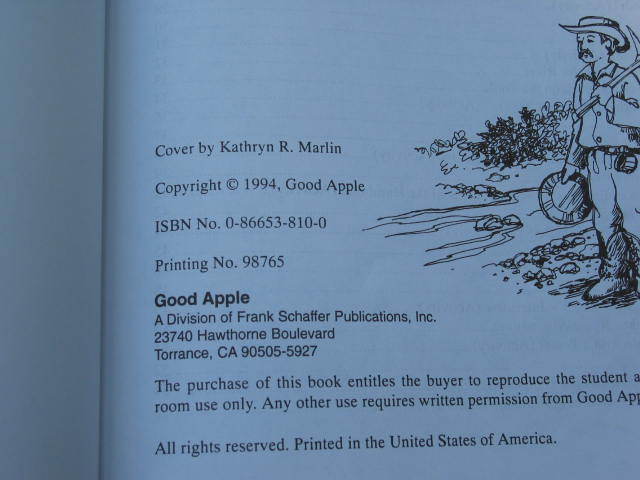 Cover by Kathryn R. Marlin
Copyright © 1994, Good Apple
ISBN No. 0-86653-810-0
Printing No. 98765
Good Apple
A Division of Frank Schaffer Publications, Inc.
23740 Hawthorne Boulevard
Torrance, CA 90505-5927
The purchase of this book entitles the buyer to reproduce the student a
room use only. Any other use requires written permission from Good App
All rights reserved. Printed in the United States of America.